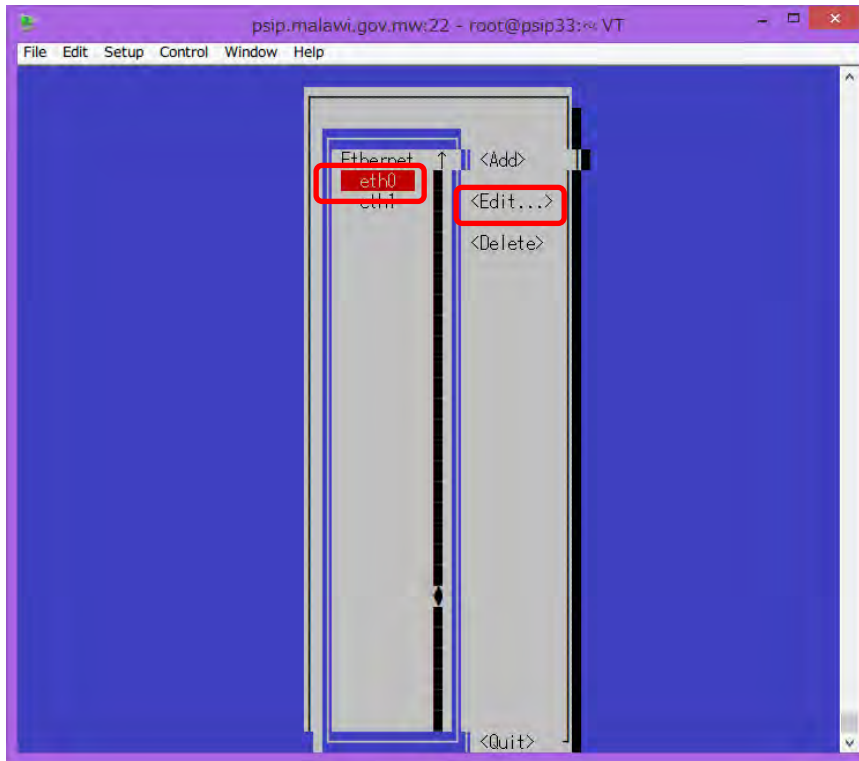 psip.malawi.gov.mw:22 - root@psip33:~ VT
File Edit Setup Control Window Help
Ethernet ↑ <Add>
eth0
eth1 <Edit...>
<Delete>
<Quit>